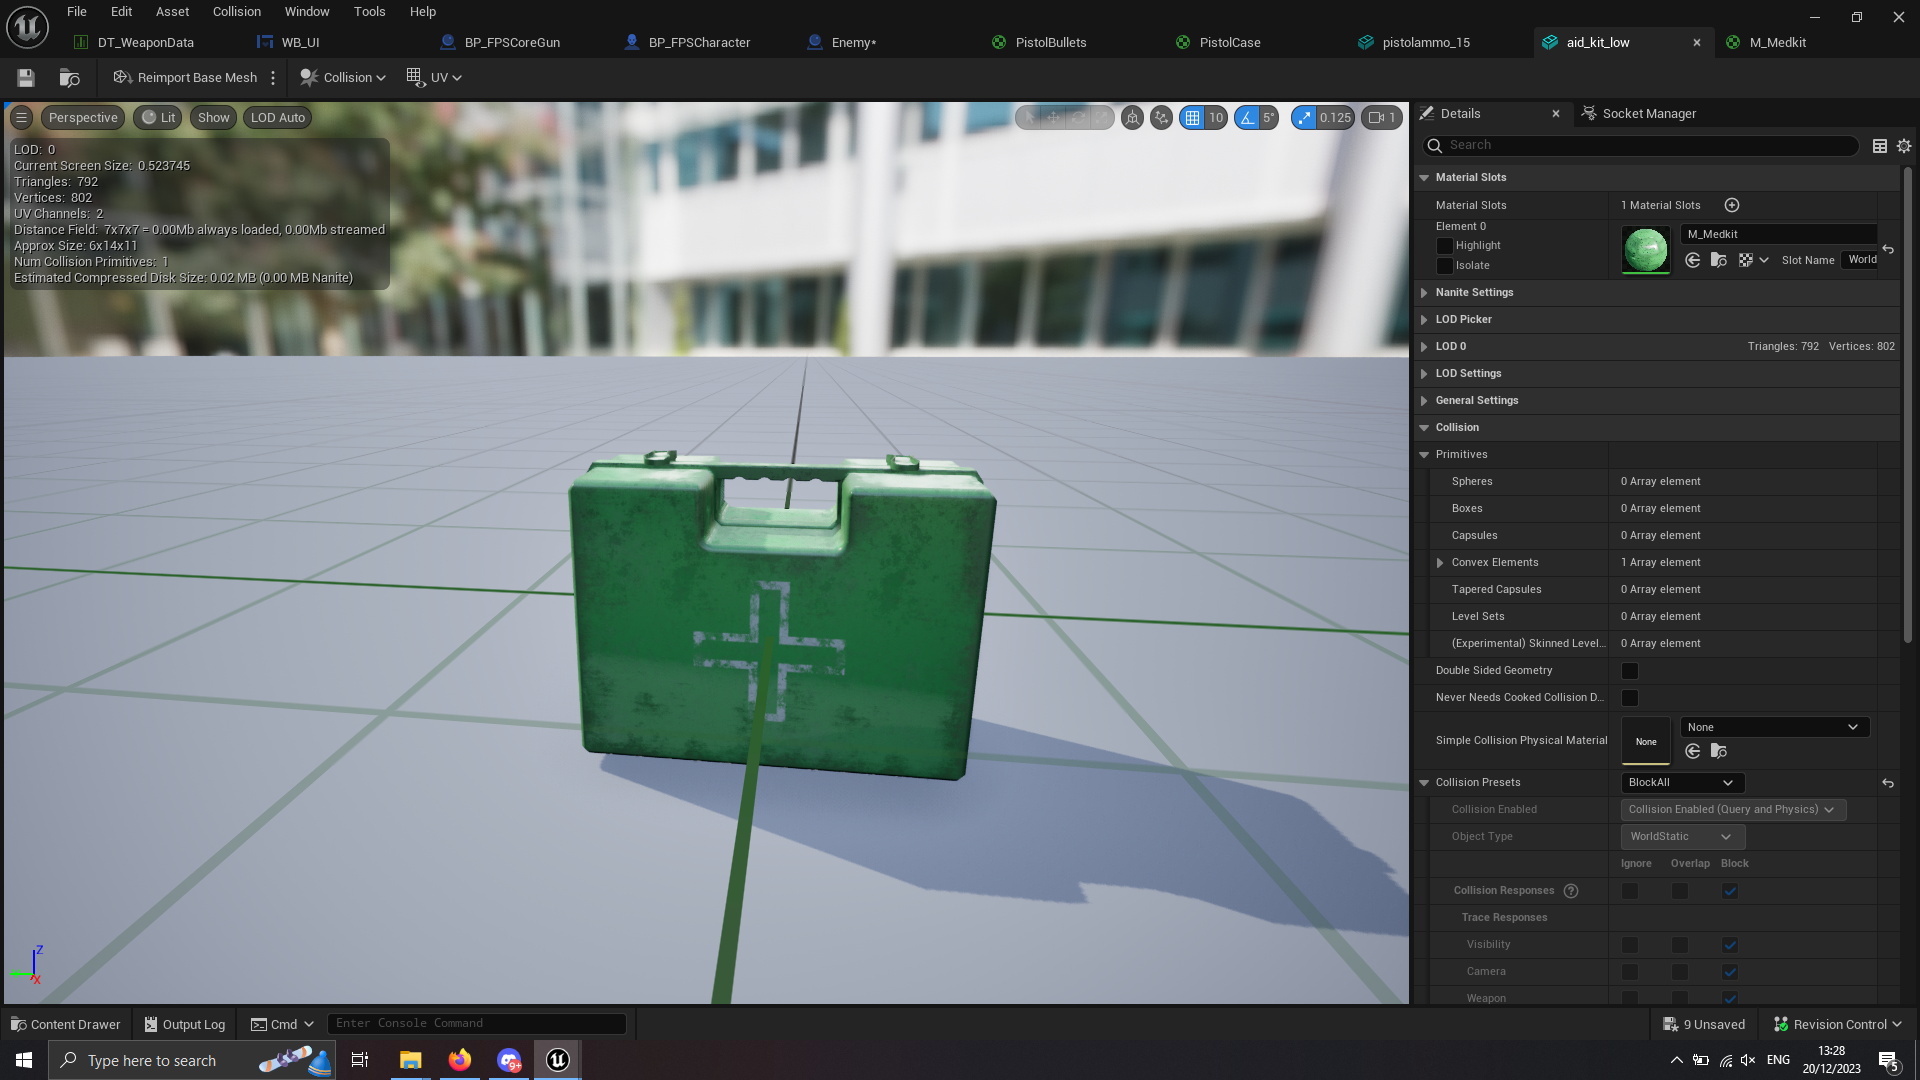 File Edit Asset Collision Window Tools Help
DT_WeaponData WB_UI BP_FPSCoreGun BP_FPSCharacter Enemy* PistolBullets PistolCase pistolammo_15 aid_kit_low M_Medkit
Reimport Base Mesh Collision UV
Perspective Lit Show LOD Auto 10 5° 0.125 1
LOD: 0
Current Screen Size: 0.523745
Triangles: 792
Vertices: 802
UV Channels: 2
Distance Field: 7x7x7 = 0.00Mb always loaded, 0.00Mb streamed
Approx Size: 6x14x11
Num Collision Primitives: 1
Estimated Compressed Disk Size: 0.02 MB (0.00 MB Nanite)
Z
X
Details Socket Manager
Search
Material Slots
Material Slots 1 Material Slots
Element 0
Highlight
Isolate
M_Medkit
Slot Name World
Nanite Settings
LOD Picker
LOD 0 Triangles: 792 Vertices: 802
LOD Settings
General Settings
Collision
Primitives
Spheres 0 Array element
Boxes 0 Array element
Capsules 0 Array element
Convex Elements 1 Array element
Tapered Capsules 0 Array element
Level Sets 0 Array element
(Experimental) Skinned Level... 0 Array element
Double Sided Geometry
Never Needs Cooked Collision D...
Simple Collision Physical Material None None
Collision Presets BlockAll
Collision Enabled Collision Enabled (Query and Physics)
Object Type WorldStatic
Ignore Overlap Block
Collision Responses ?
Trace Responses
Visibility
Camera
Weapon
Content Drawer Output Log Cmd Enter Console Command 9 Unsaved Revision Control
Type here to search 9+ ENG 13:28
20/12/2023 5